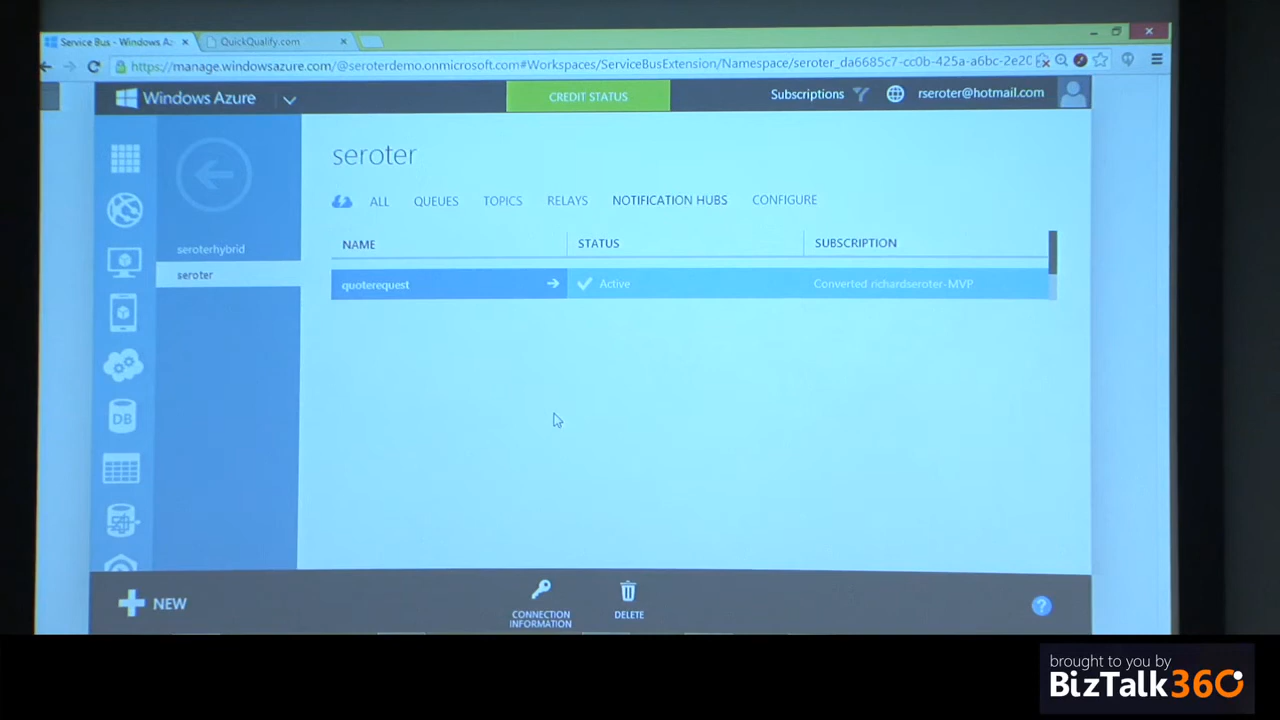 Service Bus - Windows Az
QuickQualify.com
https://manage.windowsazure.com/@seroterdemo.onmicrosoft.com#Workspaces/ServiceBusExtension/Namespace/seroter_da6685c7-cc0b-425a-a6bc-2e20
Windows Azure
CREDIT STATUS
Subscriptions
rseroter@hotmail.com
seroter
ALL QUEUES TOPICS RELAYS NOTIFICATION HUBS CONFIGURE
seroterhybrid
seroter
NAME STATUS SUBSCRIPTION
quoterequest Active Converted richardseroter-MVP
DB
NEW
CONNECTION INFORMATION
DELETE
?
brought to you by
BizTalk360